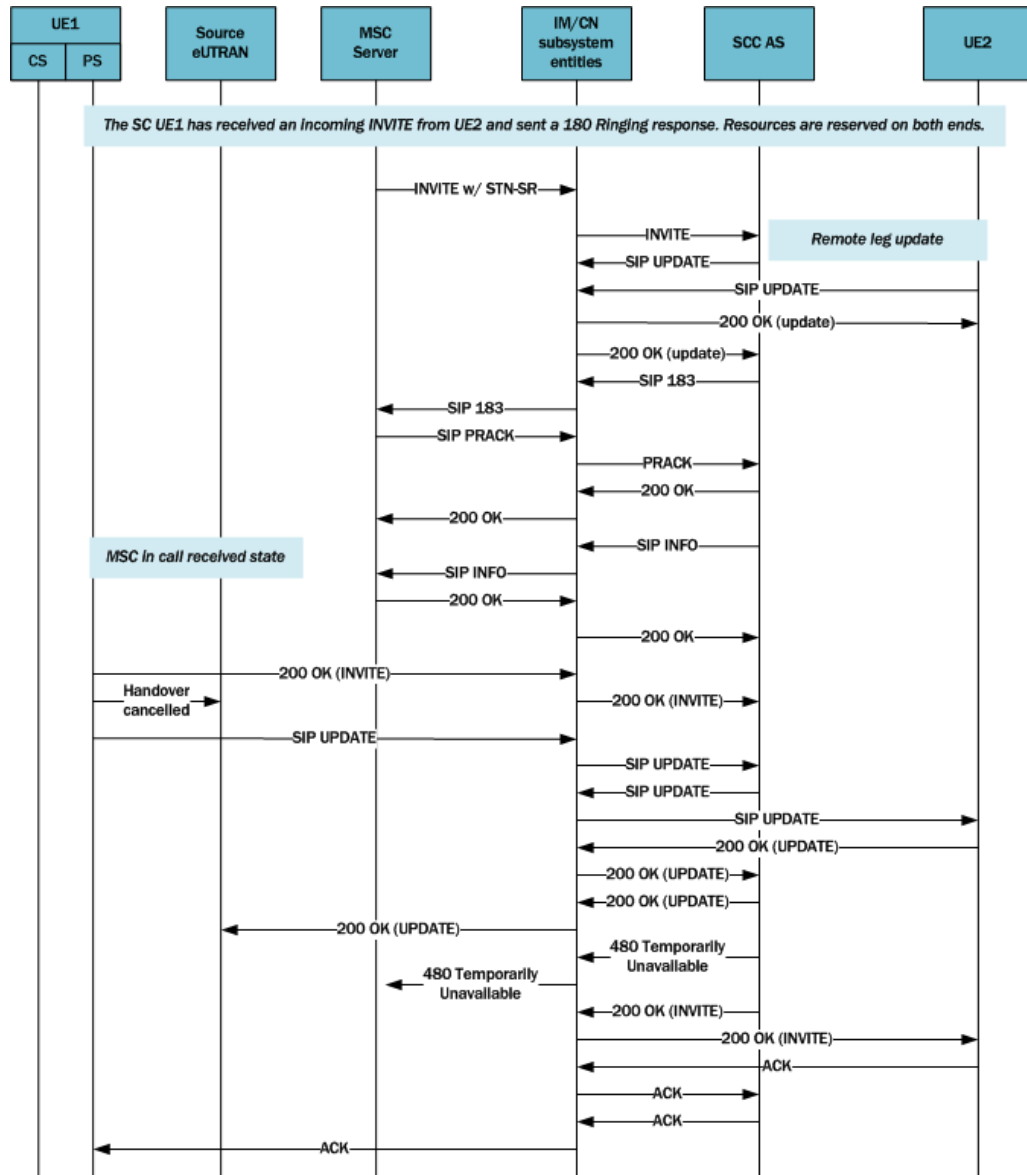 UE1
CS PS
Source
eUTRAN
MSC
Server
IM/CN
subsystem
entities
SCC AS
UE2
The SC UE1 has received an incoming INVITE from UE2 and sent a 180 Ringing response. Resources are reserved on both ends.
INVITE w/ STN-SR
INVITE
Remote leg update
SIP UPDATE
SIP UPDATE
200 OK (update)
200 OK (update)
SIP 183
SIP 183
SIP PRACK
PRACK
200 OK
200 OK
SIP INFO
MSC in call received state
SIP INFO
200 OK
200 OK
200 OK (INVITE)
Handover
cancelled
200 OK (INVITE)
SIP UPDATE
SIP UPDATE
SIP UPDATE
SIP UPDATE
200 OK (UPDATE)
200 OK (UPDATE)
200 OK (UPDATE)
200 OK (UPDATE)
480 Temporarily
Unavailable
480 Temporarily
Unavailable
200 OK (INVITE)
200 OK (INVITE)
ACK
ACK
ACK
ACK